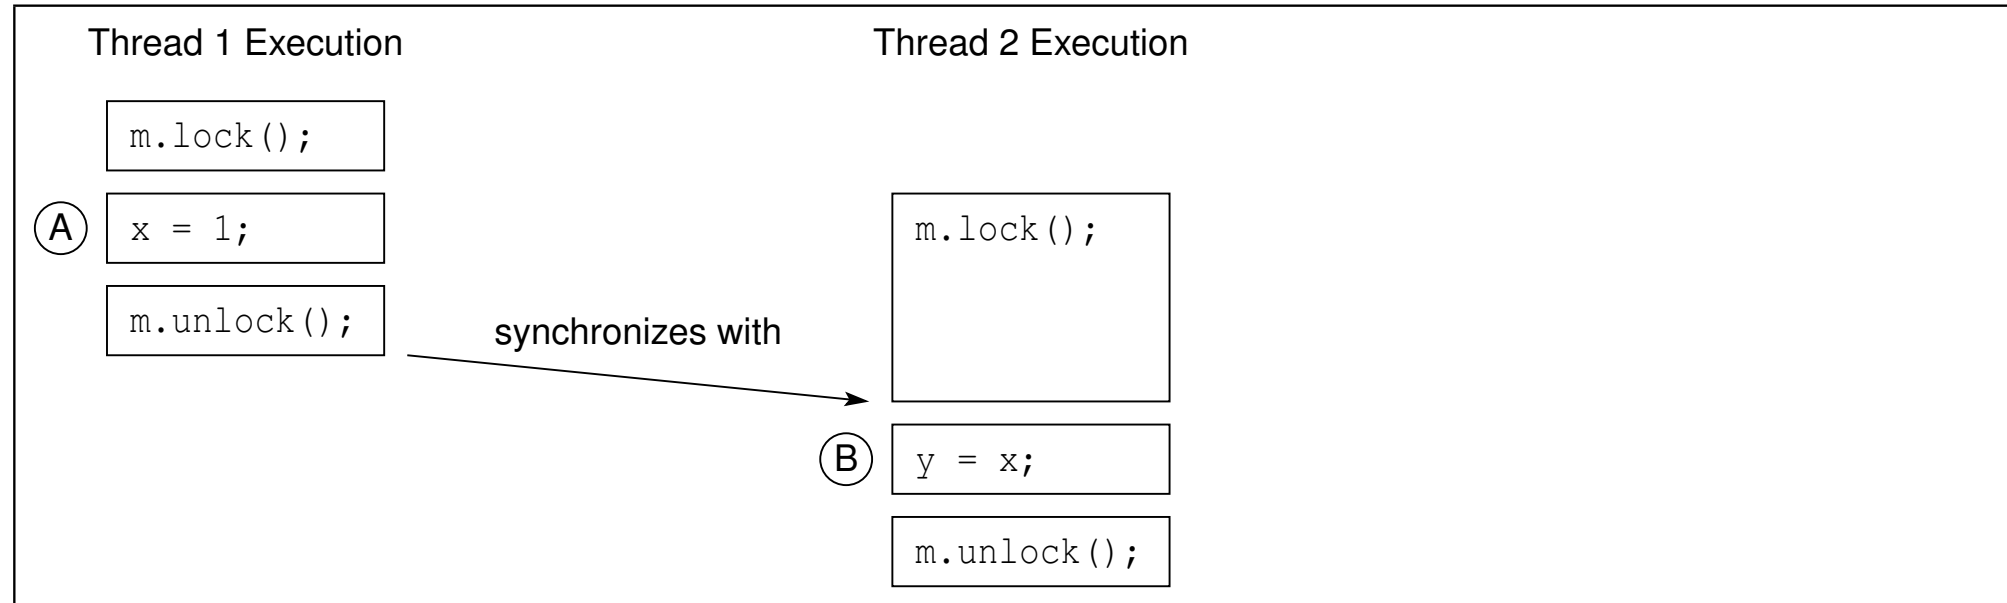 Thread 1 Execution
Thread 2 Execution
m.lock();
A
x = 1;
m.lock();
m.unlock();
synchronizes with
B
y = x;
m.unlock();